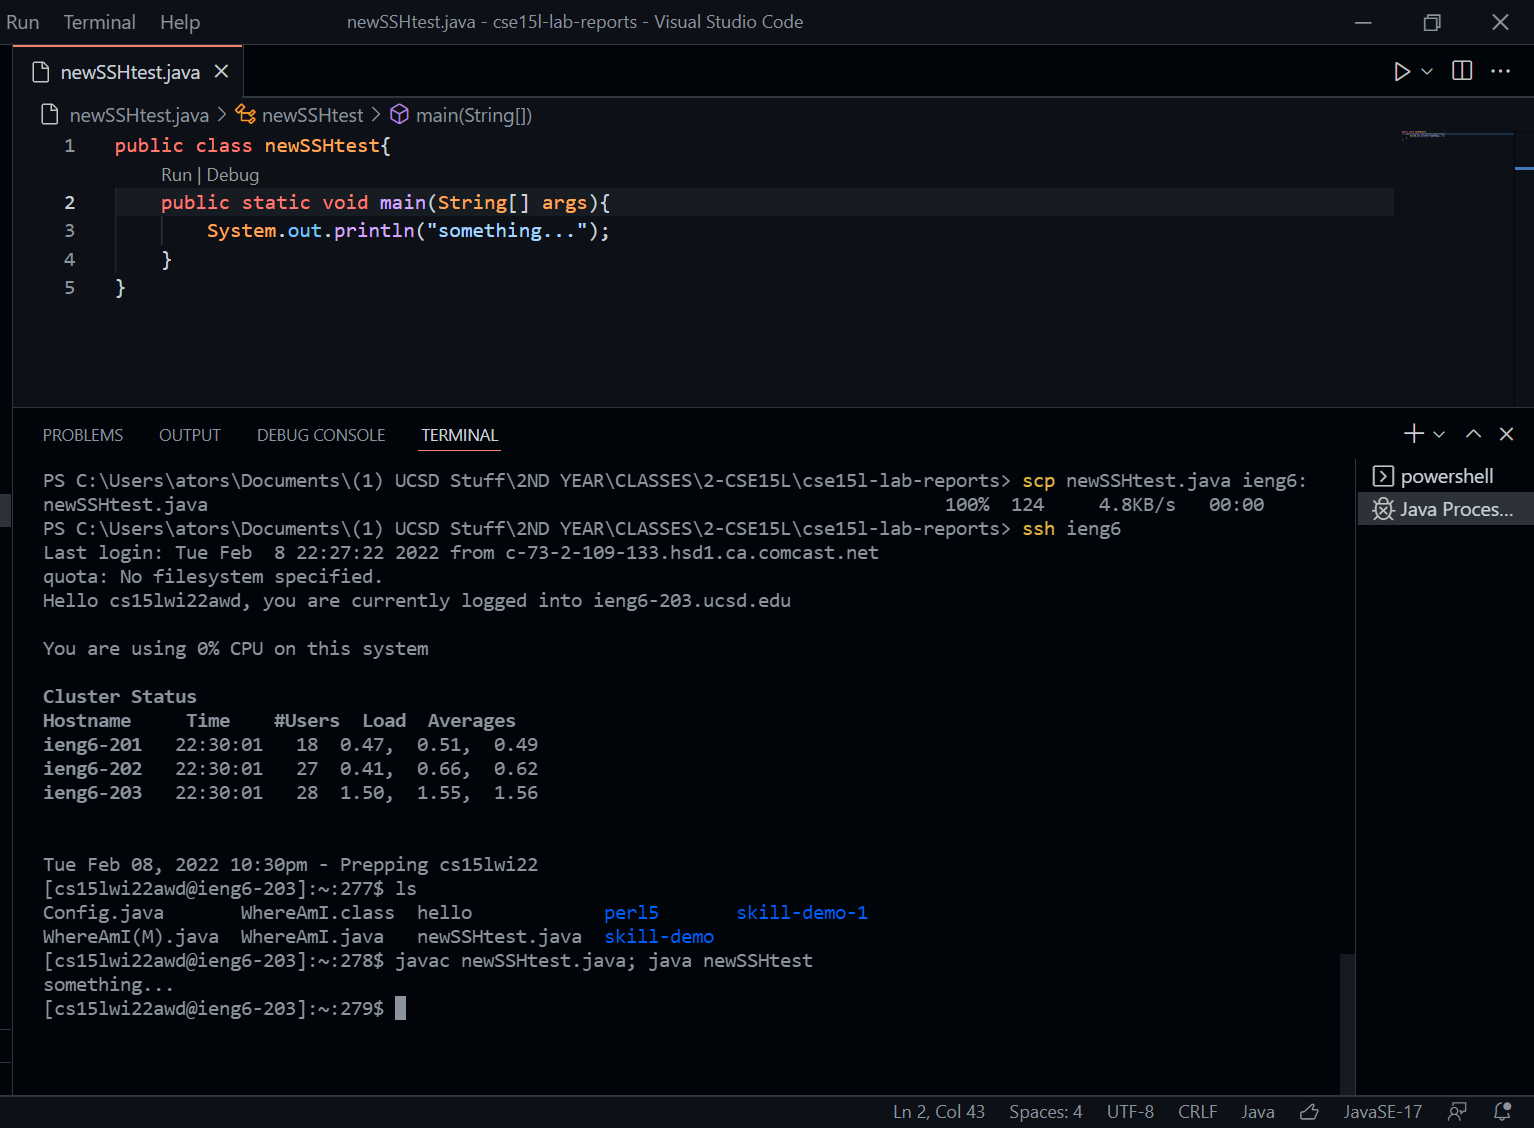 Run Terminal Help newSSHtest.java - cse15l-lab-reports - Visual Studio Code
newSSHtest.java
newSSHtest.java > newSSHtest > main(String[])
1 public class newSSHtest{
Run | Debug
2 public static void main(String[] args){
3 System.out.println("something...");
4 }
5 }
PROBLEMS OUTPUT DEBUG CONSOLE TERMINAL
powershell
Java Proces...
PS C:\Users\ators\Documents\(1) UCSD Stuff\2ND YEAR\CLASSES\2-CSE15L\cse15l-lab-reports> scp newSSHtest.java ieng6:
newSSHtest.java 100% 124 4.8KB/s 00:00
PS C:\Users\ators\Documents\(1) UCSD Stuff\2ND YEAR\CLASSES\2-CSE15L\cse15l-lab-reports> ssh ieng6
Last login: Tue Feb  8 22:27:22 2022 from c-73-2-109-133.hsd1.ca.comcast.net
quota: No filesystem specified.
Hello cs15lwi22awd, you are currently logged into ieng6-203.ucsd.edu
You are using 0% CPU on this system
Cluster Status
Hostname Time #Users Load Averages
ieng6-201 22:30:01 18 0.47, 0.51, 0.49
ieng6-202 22:30:01 27 0.41, 0.66, 0.62
ieng6-203 22:30:01 28 1.50, 1.55, 1.56
Tue Feb 08, 2022 10:30pm - Prepping cs15lwi22
[cs15lwi22awd@ieng6-203]:~:277$ ls
Config.java WhereAmI.class hello perl5 skill-demo-1
WhereAmI(M).java WhereAmI.java newSSHtest.java skill-demo
[cs15lwi22awd@ieng6-203]:~:278$ javac newSSHtest.java; java newSSHtest
something...
[cs15lwi22awd@ieng6-203]:~:279$
Ln 2, Col 43 Spaces: 4 UTF-8 CRLF Java JavaSE-17